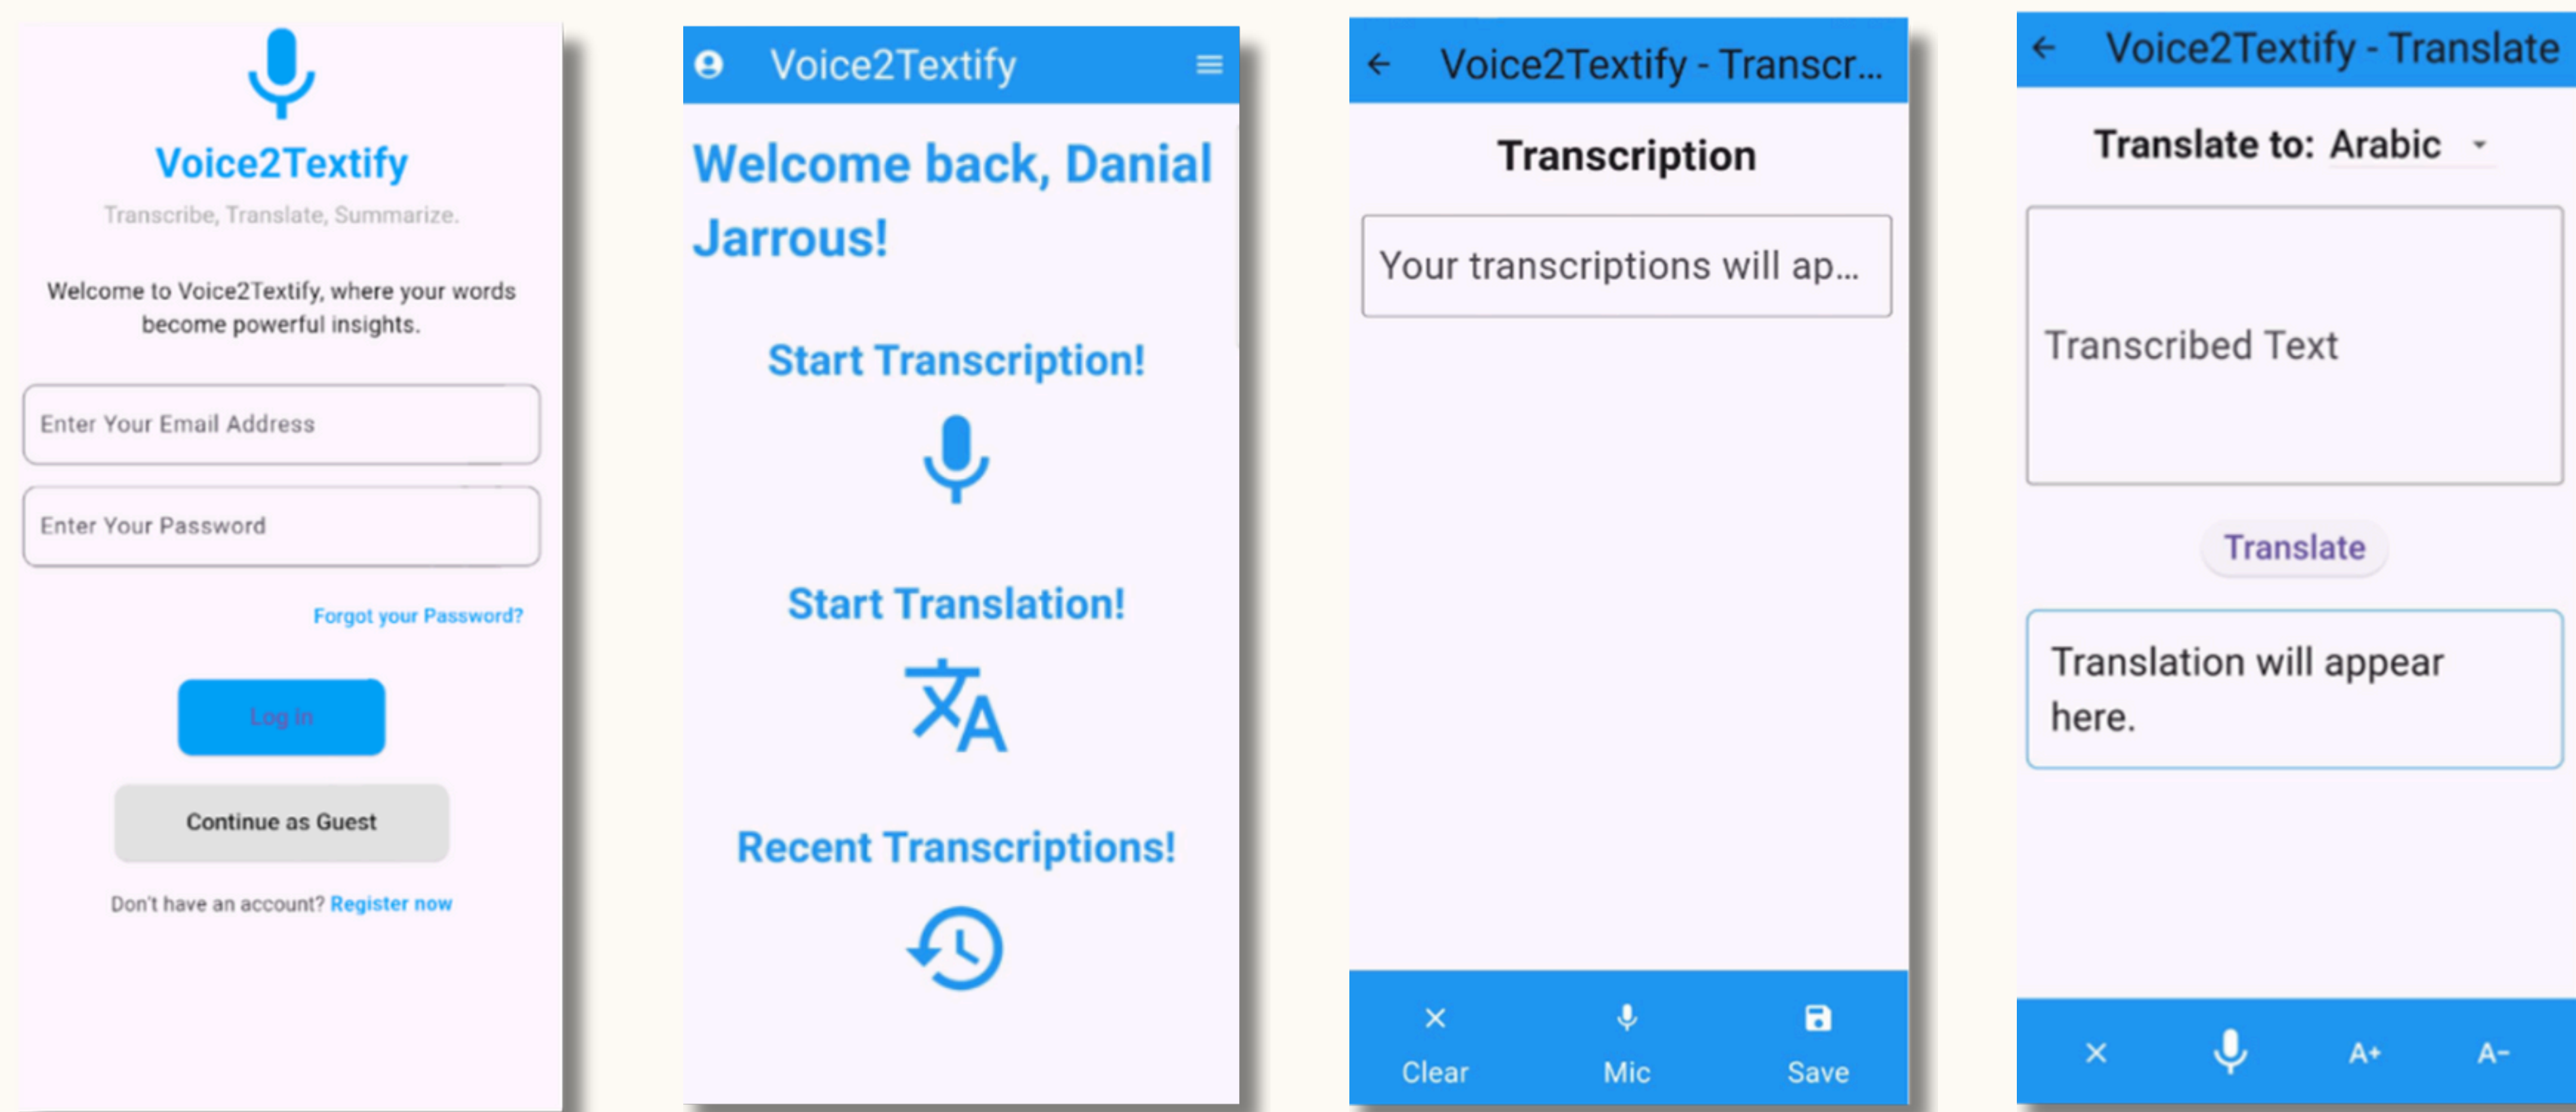 Voice2Textify
Transcribe, Translate, Summarize.
Welcome to Voice2Textify, where your words
become powerful insights.
Enter Your Email Address
Enter Your Password
Forgot your Password?
Log in
Continue as Guest
Don't have an account? Register now
Voice2Textify
Welcome back, Danial
Jarrous!
Start Transcription!
Start Translation!
Recent Transcriptions!
Voice2Textify - Transcr...
Transcription
Your transcriptions will ap...
Clear
Mic
Save
Voice2Textify - Translate
Translate to: Arabic
Transcribed Text
Translate
Translation will appear
here.
A+
A-